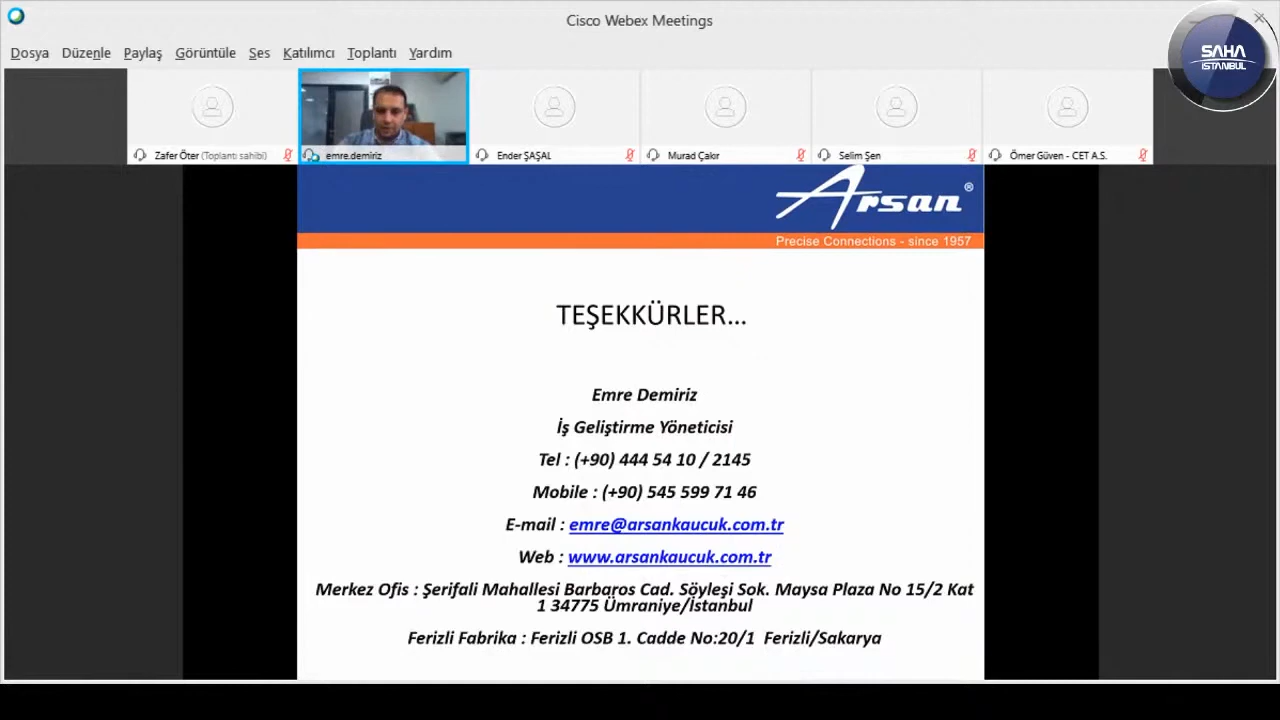 Cisco Webex Meetings
SAHA
İSTANBUL
Dosya Düzenle Paylaş Görüntüle Ses Katılımcı Toplantı Yardım
Zafer Öter (Toplantı sahibi)
emre.demiriz
Ender ŞAŞAL
Murad Çakır
Selim Şen
Ömer Güven - CET A.S.
Arsan®
Precise Connections - since 1957
TEŞEKKÜRLER...
Emre Demiriz
İş Geliştirme Yöneticisi
Tel : (+90) 444 54 10 / 2145
Mobile : (+90) 545 599 71 46
E-mail : emre@arsankaucuk.com.tr
Web : www.arsankaucuk.com.tr
Merkez Ofis : Şerifali Mahallesi Barbaros Cad. Söyleşi Sok. Maysa Plaza No 15/2 Kat
1 34775 Ümraniye/İstanbul
Ferizli Fabrika : Ferizli OSB 1. Cadde No:20/1 Ferizli/Sakarya